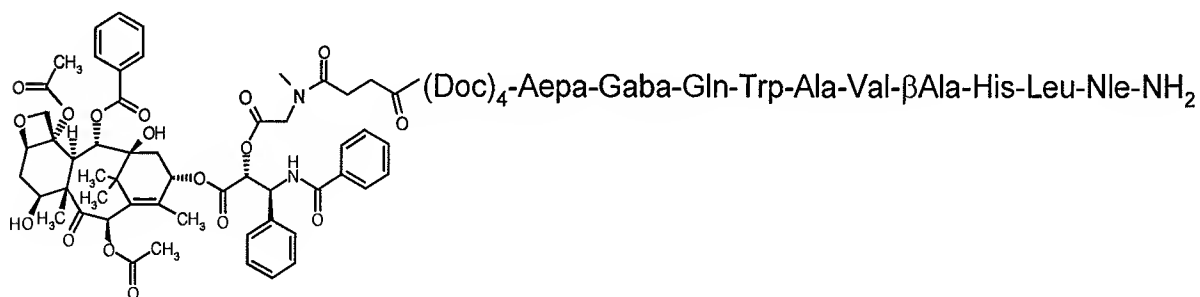 O
CH₃
O
O
O
O
N
O
(Doc)₄-Aepa-Gaba-Gln-Trp-Ala-Val-βAla-His-Leu-Nle-NH₂
O
O
O
O
H
OH
O
H
N
H₃C
H₃C
O
O
O
HO
H₃C
O
CH₃
O
CH₃
O